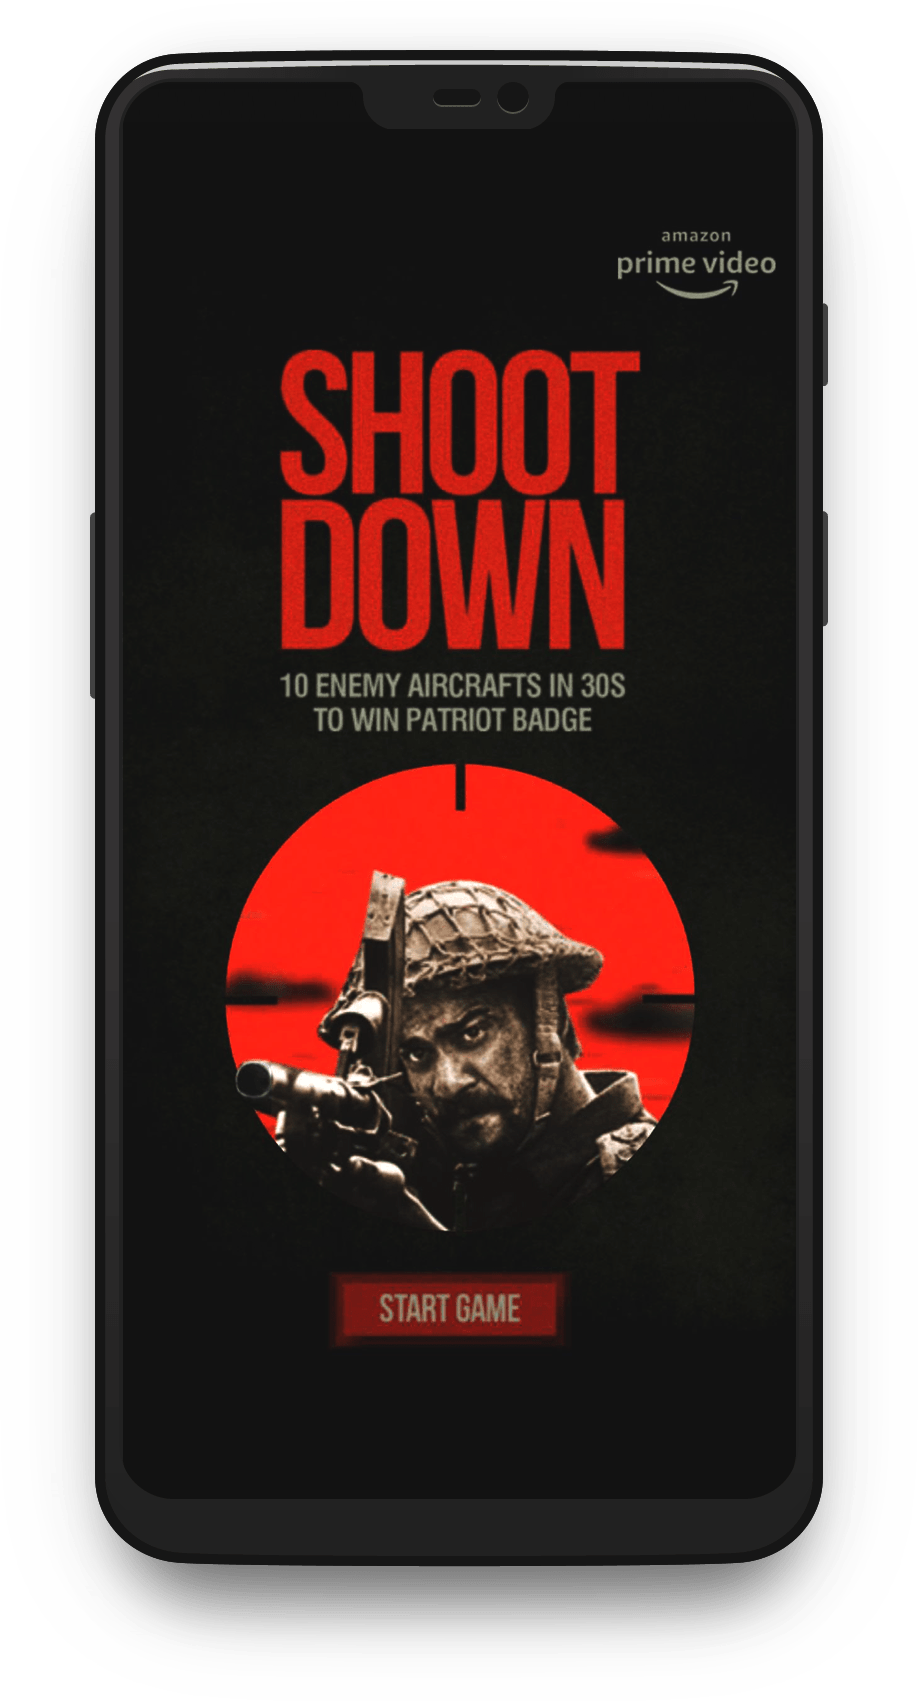 amazon
prime video
SHOOT
DOWN
10 ENEMY AIRCRAFTS IN 30S
TO WIN PATRIOT BADGE
START GAME